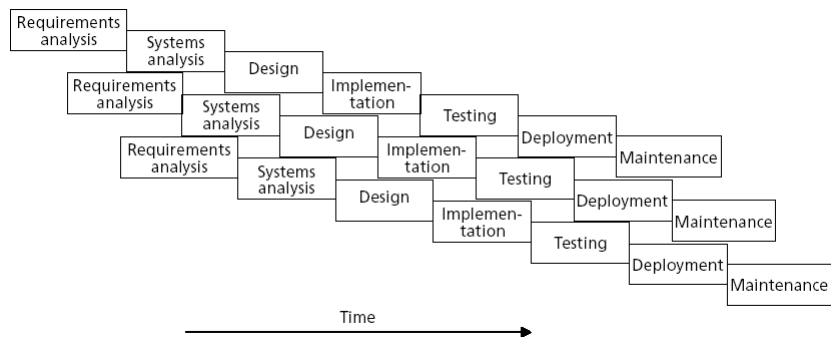 Requirements
analysis
Systems
analysis
Design
Implemen-
tation
Testing
Deployment
Maintenance
Requirements
analysis
Systems
analysis
Design
Implemen-
tation
Testing
Deployment
Maintenance
Requirements
analysis
Systems
analysis
Design
Implemen-
tation
Testing
Deployment
Maintenance
Time